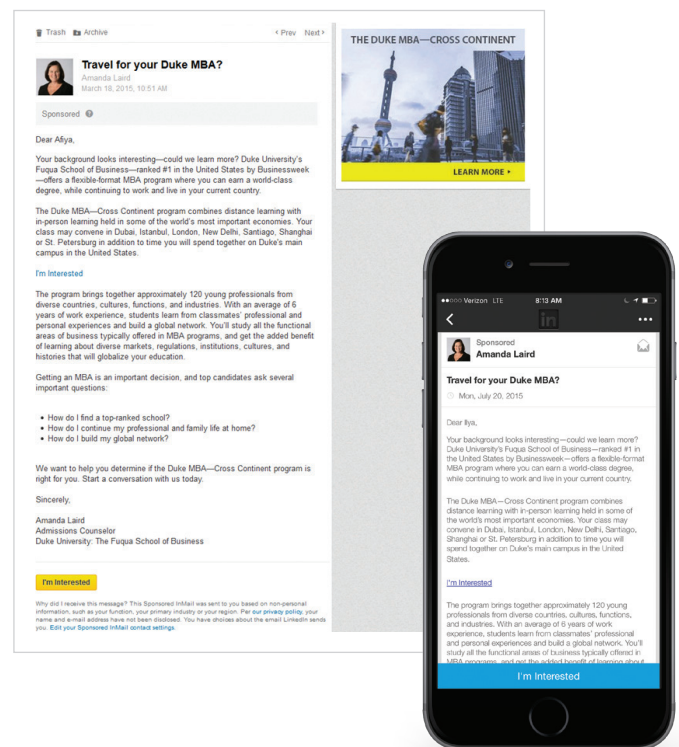 Trash Archive < Prev Next >
Travel for your Duke MBA?
Amanda Laird
March 18, 2015, 10:51 AM
Sponsored ?
Dear Afiya,
Your background looks interesting—could we learn more? Duke University's
Fuqua School of Business—ranked #1 in the United States by Businessweek
—offers a flexible-format MBA program where you can earn a world-class
degree, while continuing to work and live in your current country.
The Duke MBA—Cross Continent program combines distance learning with
in-person learning held in some of the world's most important economies. Your
class may convene in Dubai, Istanbul, London, New Delhi, Santiago, Shanghai
or St. Petersburg in addition to time you will spend together on Duke's main
campus in the United States.
I'm Interested
The program brings together approximately 120 young professionals from
diverse countries, cultures, functions, and industries. With an average of 6
years of work experience, students learn from classmates' professional and
personal experiences and build a global network. You'll study all the functional
areas of business typically offered in MBA programs, and get the added benefit
of learning about diverse markets, regulations, institutions, cultures, and
histories that will globalize your education.
Getting an MBA is an important decision, and top candidates ask several
important questions:
• How do I find a top-ranked school?
• How do I continue my professional and family life at home?
• How do I build my global network?
We want to help you determine if the Duke MBA—Cross Continent program is
right for you. Start a conversation with us today.
Sincerely,
Amanda Laird
Admissions Counselor
Duke University: The Fuqua School of Business
I'm Interested
Why did I receive this message? This Sponsored InMail was sent to you based on non-personal
information, such as your function, your primary industry or your region. Per our privacy policy, your
name and e-mail address have not been disclosed. You have choices about the email LinkedIn sends
you. Edit your Sponsored InMail contact settings.
THE DUKE MBA—CROSS CONTINENT
LEARN MORE
Verizon LTE 8:13 AM
in
Sponsored
Amanda Laird
Travel for your Duke MBA?
Mon, July 20, 2015
Dear Ilya,
Your background looks interesting—could we learn more?
Duke University's Fuqua School of Business—ranked #1 in
the United States by Businessweek—offers a flexible-format
MBA program where you can earn a world-class degree,
while continuing to work and live in your current country.
The Duke MBA—Cross Continent program combines
distance learning with in-person learning held in some of
the world's most important economies. Your class may
convene in Dubai, Istanbul, London, New Delhi, Santiago,
Shanghai or St. Petersburg in addition to time you will
spend together on Duke's main campus in the United
States.
I'm Interested
The program brings together approximately 120 young
professionals from diverse countries, cultures, functions,
and industries. With an average of 6 years of work
experience, students learn from classmates' professional
and personal experiences and build a global network. You'll
study all the functional areas of business typically offered in
MBA programs, and get the added benefit of learning about
I'm Interested